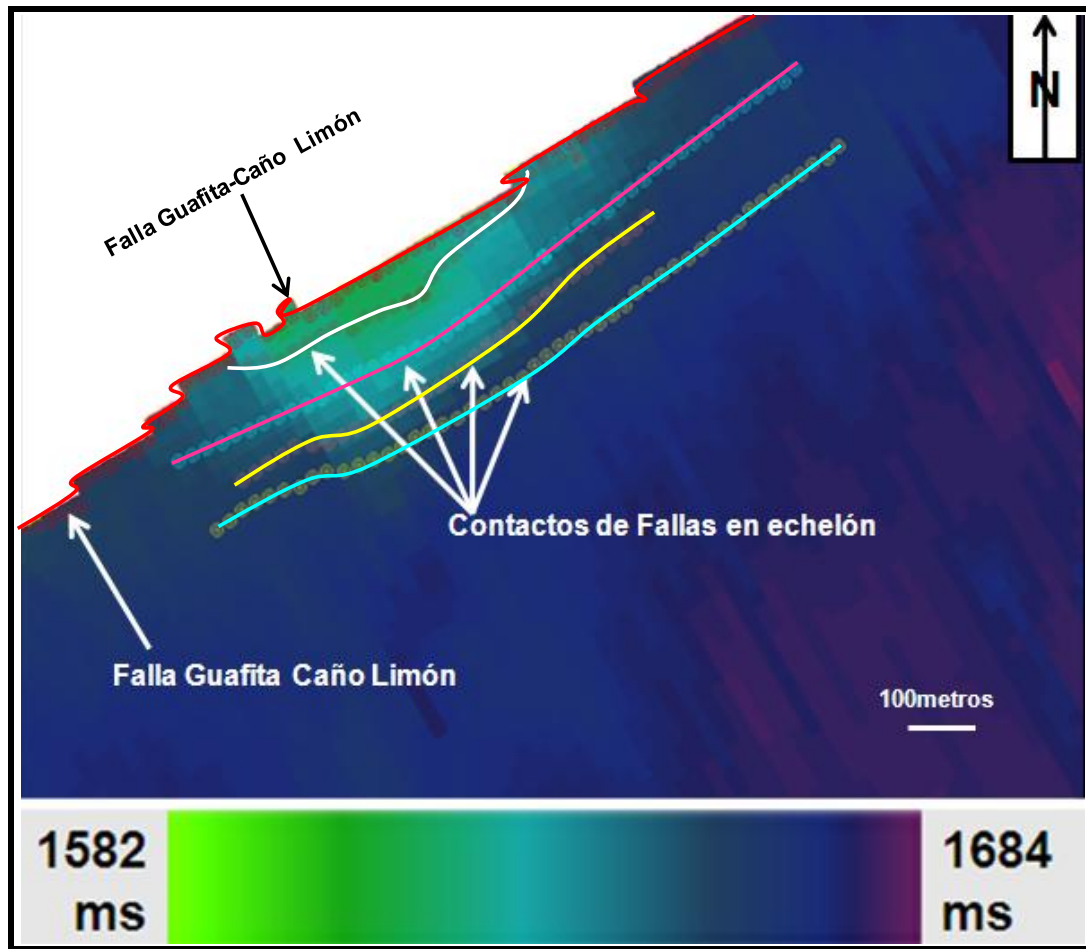 N
Falla Guafita-Caño Limón
Contactos de Fallas en echelón
Falla Guafita Caño Limón
100metros
1582
ms
1684
ms